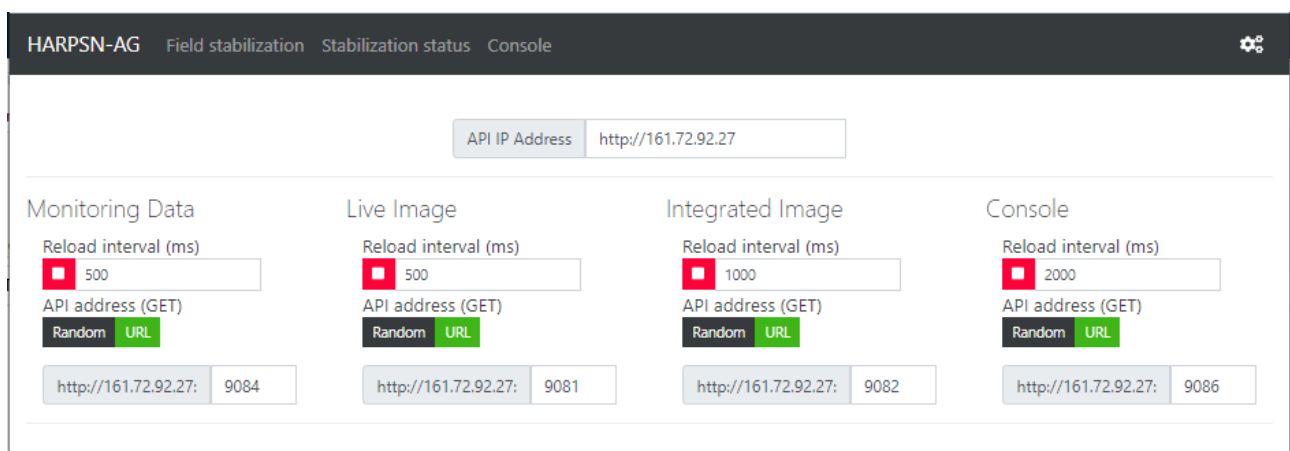 HARPSN-AG Field stabilization Stabilization status Console
API IP Address http://161.72.92.27
Monitoring Data
Reload interval (ms)
500
API address (GET)
Random URL
http://161.72.92.27: 9084
Live Image
Reload interval (ms)
500
API address (GET)
Random URL
http://161.72.92.27: 9081
Integrated Image
Reload interval (ms)
1000
API address (GET)
Random URL
http://161.72.92.27: 9082
Console
Reload interval (ms)
2000
API address (GET)
Random URL
http://161.72.92.27: 9086